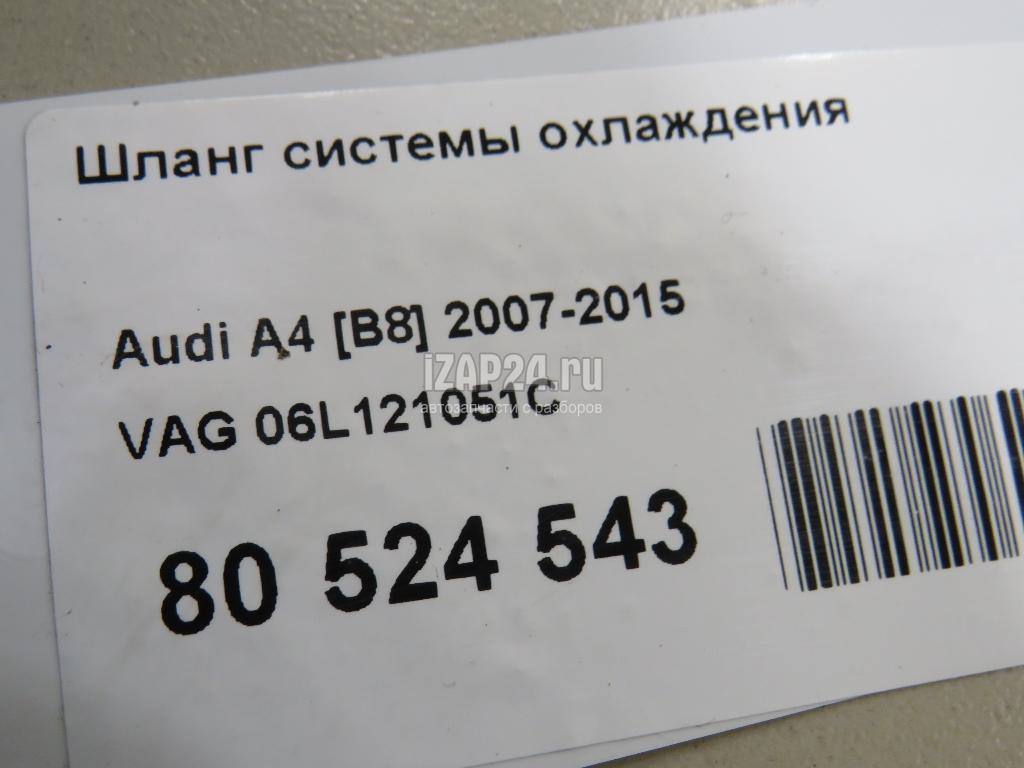 Шланг системы охлаждения
Audi A4 [B8] 2007-2015
iZAP24.ru
автозапчасти с разборов
VAG 06L121051C
80 524 543